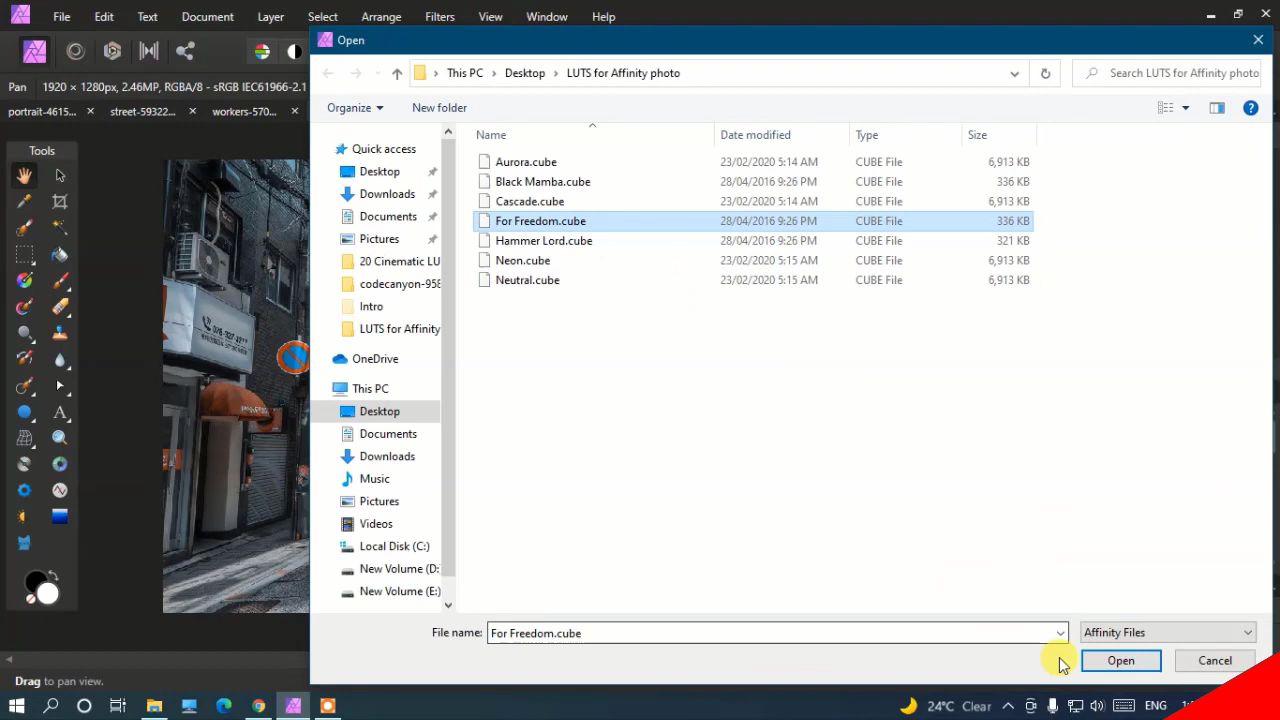 File Edit Text Document Layer Select Arrange Filters View Window Help
Open
This PC Desktop LUTS for Affinity photo Search LUTS for Affinity photo
Pan 1920 × 1280px, 2.46MP, RGBA/8 - sRGB IEC61966-2.1
Organize New folder
portrait-4615... street-59322... workers-570...
Name Date modified Type Size
Tools
Quick access
Aurora.cube 23/02/2020 5:14 AM CUBE File 6,913 KB
Desktop
Black Mamba.cube 28/04/2016 9:26 PM CUBE File 336 KB
Downloads
Cascade.cube 23/02/2020 5:14 AM CUBE File 6,913 KB
Documents
For Freedom.cube 28/04/2016 9:26 PM CUBE File 336 KB
Pictures
Hammer Lord.cube 28/04/2016 9:26 PM CUBE File 321 KB
20 Cinematic LU
Neon.cube 23/02/2020 5:15 AM CUBE File 6,913 KB
codecanyon-958
Neutral.cube 23/02/2020 5:15 AM CUBE File 6,913 KB
Intro
LUTS for Affinity
OneDrive
This PC
Desktop
Documents
Downloads
Music
Pictures
Videos
Local Disk (C:)
New Volume (D:
New Volume (E:)
File name: For Freedom.cube Affinity Files
Open Cancel
Drag to pan view.
24°C Clear ENG